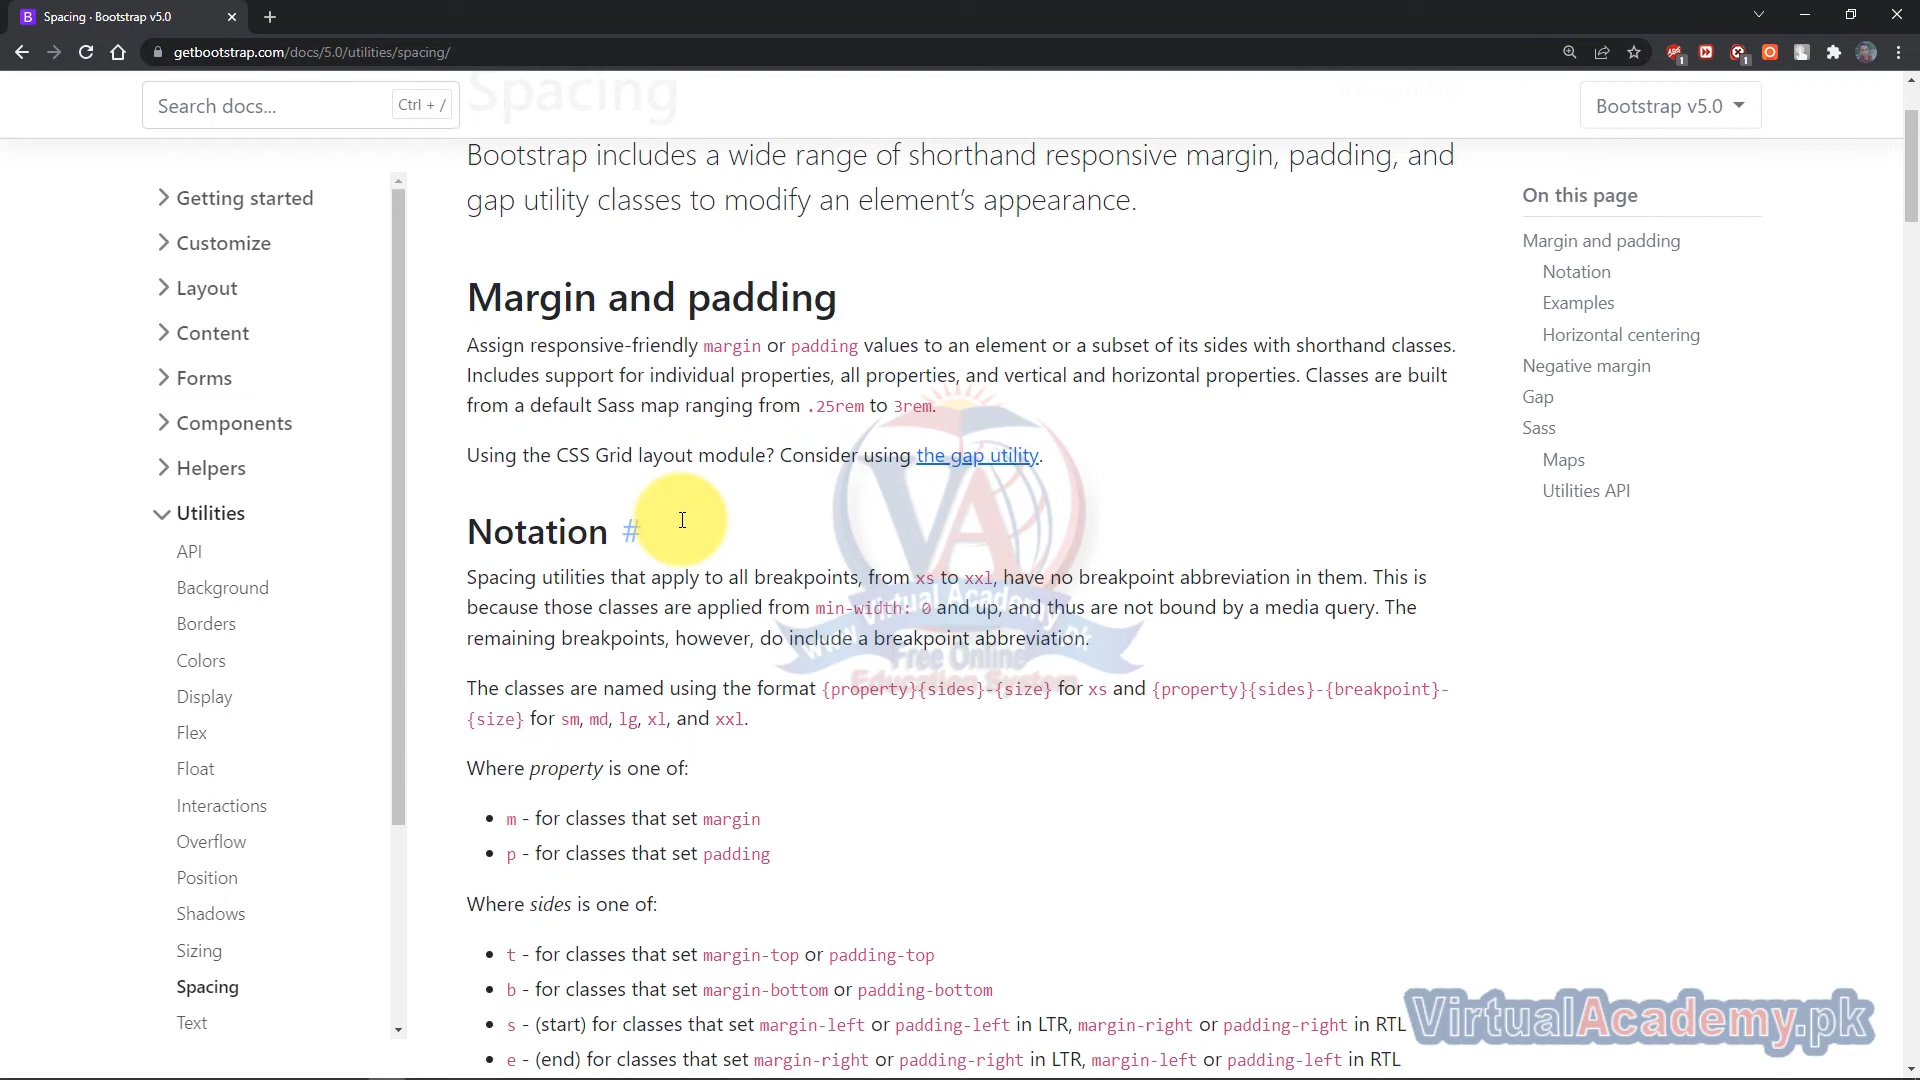 Spacing · Bootstrap v5.0
getbootstrap.com/docs/5.0/utilities/spacing/
1
1
Search docs...
Ctrl + /
Spacing
Bootstrap v5.0
Bootstrap includes a wide range of shorthand responsive margin, padding, and
gap utility classes to modify an element’s appearance.
Getting started
Customize
Layout
Content
Forms
Components
Helpers
Utilities
API
Background
Borders
Colors
Display
Flex
Float
Interactions
Overflow
Position
Shadows
Sizing
Spacing
Text
Margin and padding
Assign responsive-friendly margin or padding values to an element or a subset of its sides with shorthand classes.
Includes support for individual properties, all properties, and vertical and horizontal properties. Classes are built
from a default Sass map ranging from .25rem to 3rem.
Using the CSS Grid layout module? Consider using the gap utility.
Notation #
Spacing utilities that apply to all breakpoints, from xs to xxl, have no breakpoint abbreviation in them. This is
because those classes are applied from min-width: 0 and up, and thus are not bound by a media query. The
remaining breakpoints, however, do include a breakpoint abbreviation.
The classes are named using the format {property}{sides}-{size} for xs and {property}{sides}-{breakpoint}-
{size} for sm, md, lg, xl, and xxl.
Where property is one of:
• m - for classes that set margin
• p - for classes that set padding
Where sides is one of:
• t - for classes that set margin-top or padding-top
• b - for classes that set margin-bottom or padding-bottom
• s - (start) for classes that set margin-left or padding-left in LTR, margin-right or padding-right in RTL
• e - (end) for classes that set margin-right or padding-right in LTR, margin-left or padding-left in RTL
On this page
Margin and padding
Notation
Examples
Horizontal centering
Negative margin
Gap
Sass
Maps
Utilities API
VA
www.VirtualAcademy.pk
Free Online
Education System
VirtualAcademy.pk